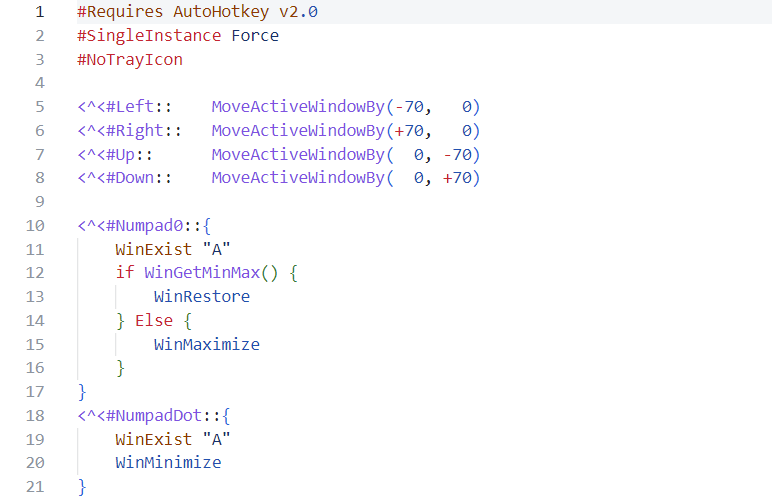 1 #Requires AutoHotkey v2.0
2 #SingleInstance Force
3 #NoTrayIcon
4
5 <^<#Left::    MoveActiveWindowBy(-70,   0)
6 <^<#Right::   MoveActiveWindowBy(+70,   0)
7 <^<#Up::      MoveActiveWindowBy(  0, -70)
8 <^<#Down::    MoveActiveWindowBy(  0, +70)
9
10 <^<#Numpad0::{
11     WinExist "A"
12     if WinGetMinMax() {
13         WinRestore
14     } Else {
15         WinMaximize
16     }
17 }
18 <^<#NumpadDot::{
19     WinExist "A"
20     WinMinimize
21 }